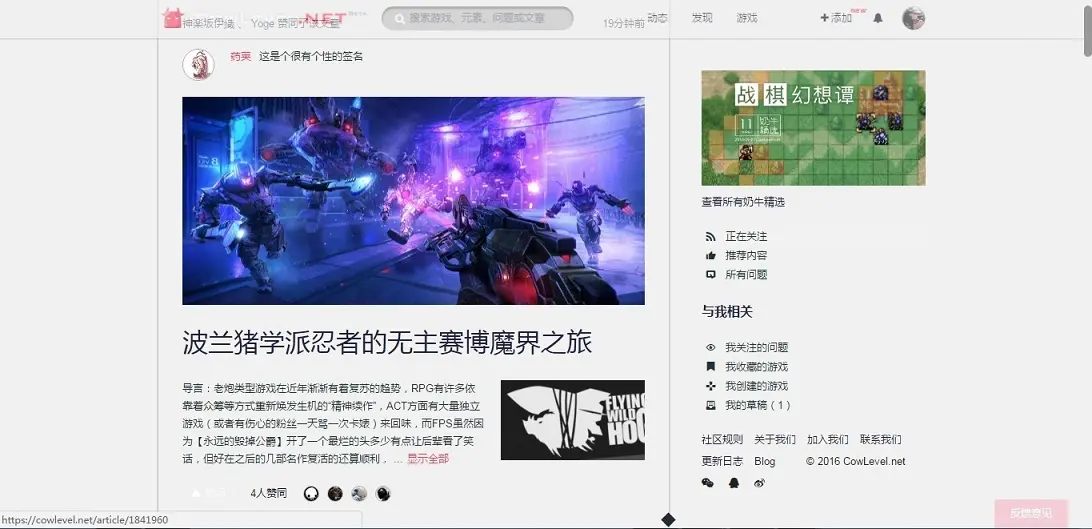 神楽坂伊織 、 Yoge 赞同了该文章
NET
BETA
搜索游戏、元素、问题或文章
19分钟前
动态
发现
游戏
添加
new
药芙 这是个很有个性的签名
战棋幻想谭
11
奶牛
精选
查看所有奶牛精选
正在关注
推荐内容
所有问题
与我相关
波兰猪学派忍者的无主赛博魔界之旅
我关注的问题
我收藏的游戏
我创建的游戏
我的草稿（1）
导言：老炮类型游戏在近年渐渐有着复苏的趋势，RPG有许多依
靠着众筹等方式重新焕发生机的“精神续作”，ACT方面有大量独立
游戏（或者有伤心的粉丝一天骂一次卡婊）来回味，而FPS虽然因
为【永远的毁掉公爵】开了一个最烂的头多少有点让后辈看了笑
话，但好在之后的几部名作复活的还算顺利， ... 显示全部
FLYING
WILD
HOG
社区规则 关于我们 加入我们 联系我们
更新日志 Blog © 2016 CowLevel.net
4人赞同
反馈意见
https://cowlevel.net/article/1841960